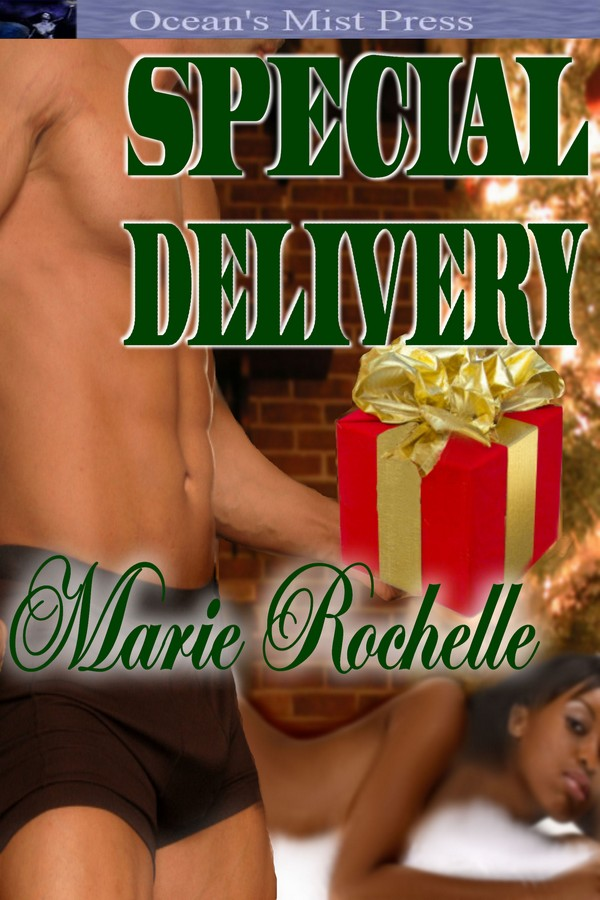 Ocean's Mist Press
SPECIAL
DELIVERY
Marie Rochelle